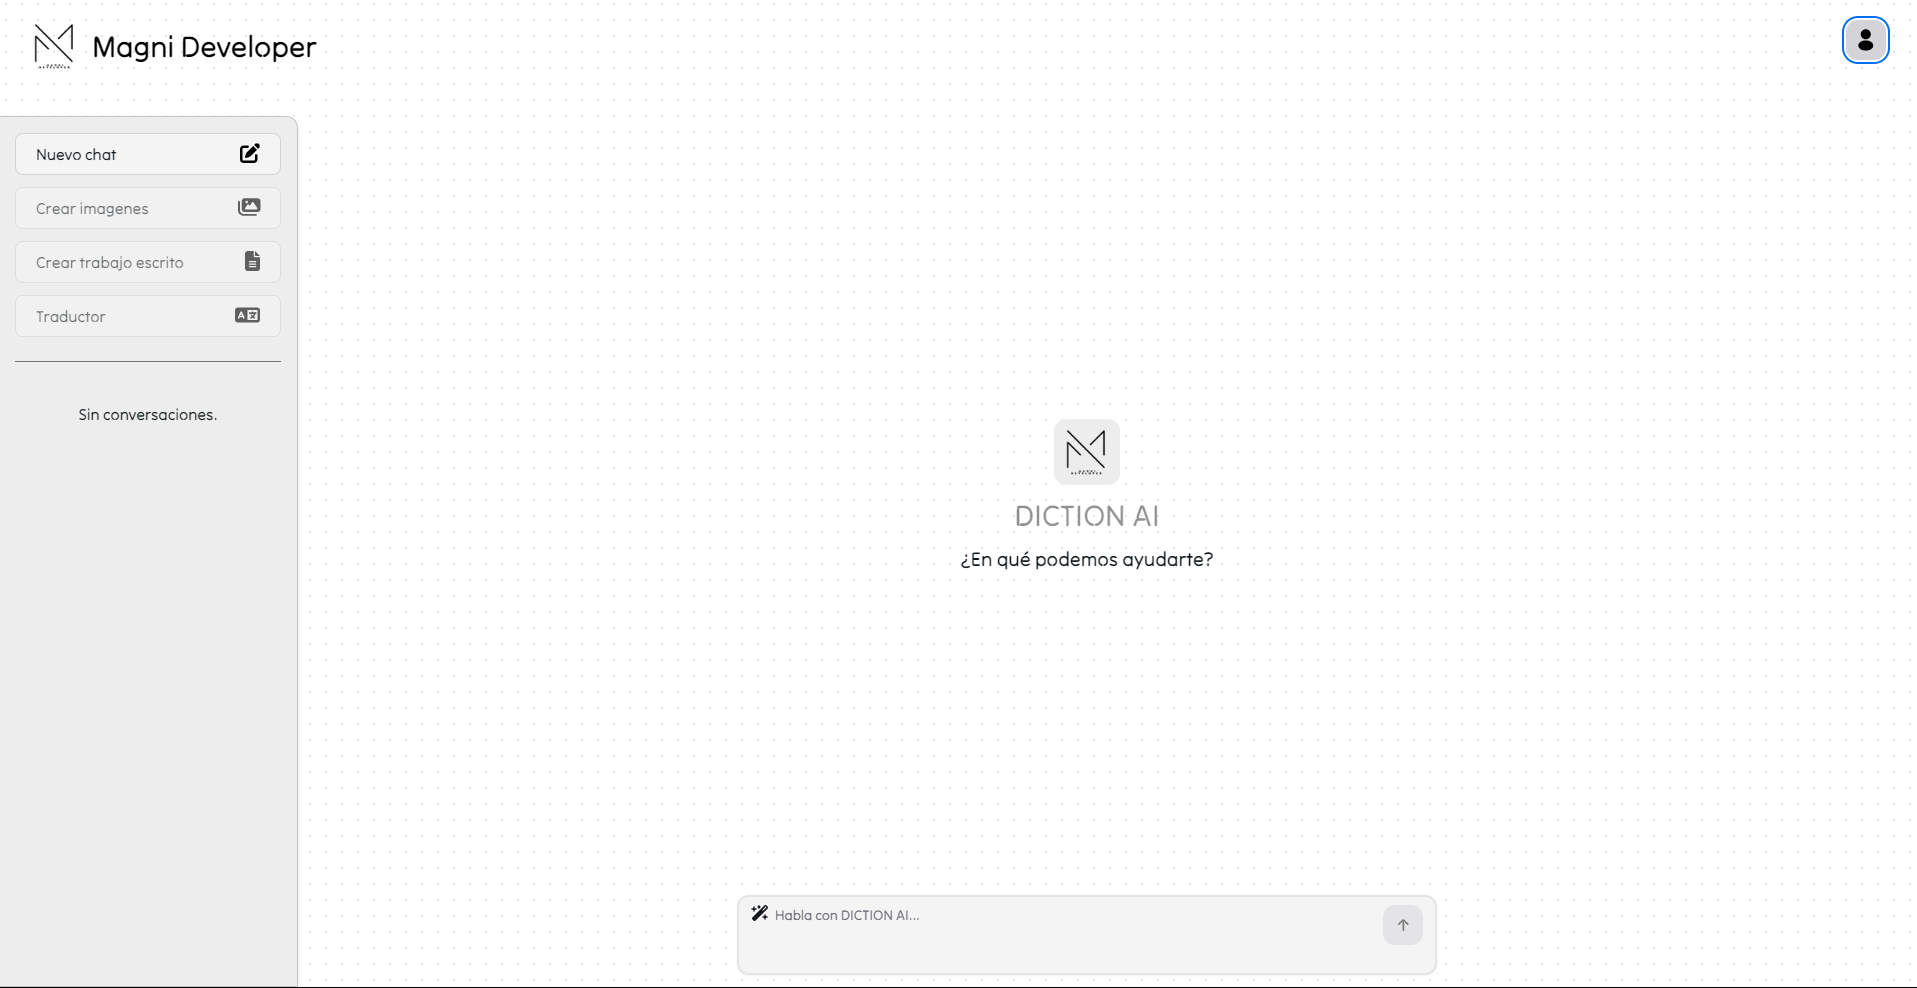 Magni Developer
Nuevo chat
Crear imagenes
Crear trabajo escrito
Traductor
Sin conversaciones.
DICTION AI
¿En qué podemos ayudarte?
Habla con DICTION AI...